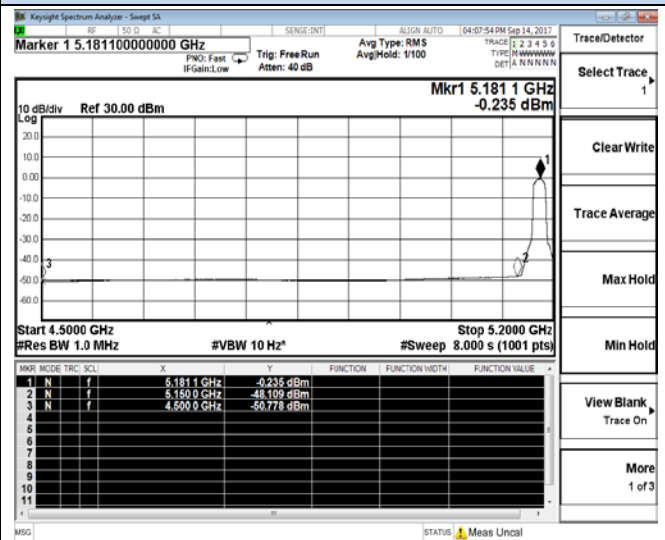 Keysight Spectrum Analyzer - Swept SA
RF 50 Ω AC SENSE:INT ALIGN AUTO 04:07:54 PM Sep 14, 2017
Marker 1 5.181100000000 GHz
PNO: Fast
IFGain:Low
Trig: Free Run
Atten: 40 dB
Avg Type: RMS
Avg|Hold: 1/100
TRACE 1 2 3 4 5 6
TYPE M WWWWW
DET A N N N N N
Mkr1 5.181 1 GHz
-0.235 dBm
10 dB/div Ref 30.00 dBm
Log
20.0
10.0
0.00
-10.0
-20.0
-30.0
-40.0
-50.0
-60.0
1
2
3
Start 4.5000 GHz
Stop 5.2000 GHz
#Res BW 1.0 MHz
#VBW 10 Hz*
#Sweep 8.000 s (1001 pts)
MKR MODE TRC SCL X Y FUNCTION FUNCTION WIDTH FUNCTION VALUE
1 N f 5.181 1 GHz -0.235 dBm
2 N f 5.150 0 GHz -48.109 dBm
3 N f 4.500 0 GHz -50.778 dBm
4
5
6
7
8
9
10
11
MSG
STATUS Meas Uncal
Trace/Detector
Select Trace
1
Clear Write
Trace Average
Max Hold
Min Hold
View Blank
Trace On
More
1 of 3